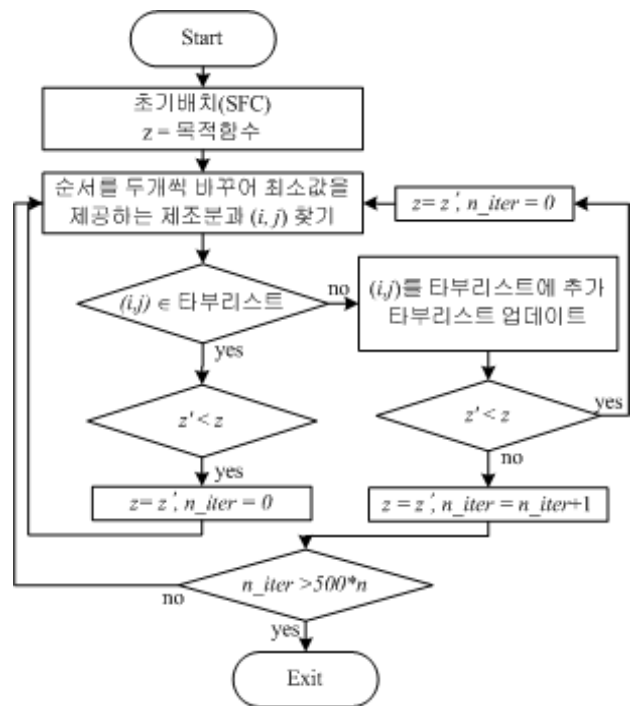 Start
초기배치(SFC)
z = 목적함수
순서를 두개씩 바꾸어 최소값을
제공하는 제조분과 (i, j) 찾기
z= z′, n_iter = 0
(i,j) ∈ 타부리스트
no
(i,j)를 타부리스트에 추가
타부리스트 업데이트
yes
z' < z
z' < z
yes
yes
no
z= z′, n_iter = 0
z = z′, n_iter = n_iter+1
n_iter >500*n
no
yes
Exit